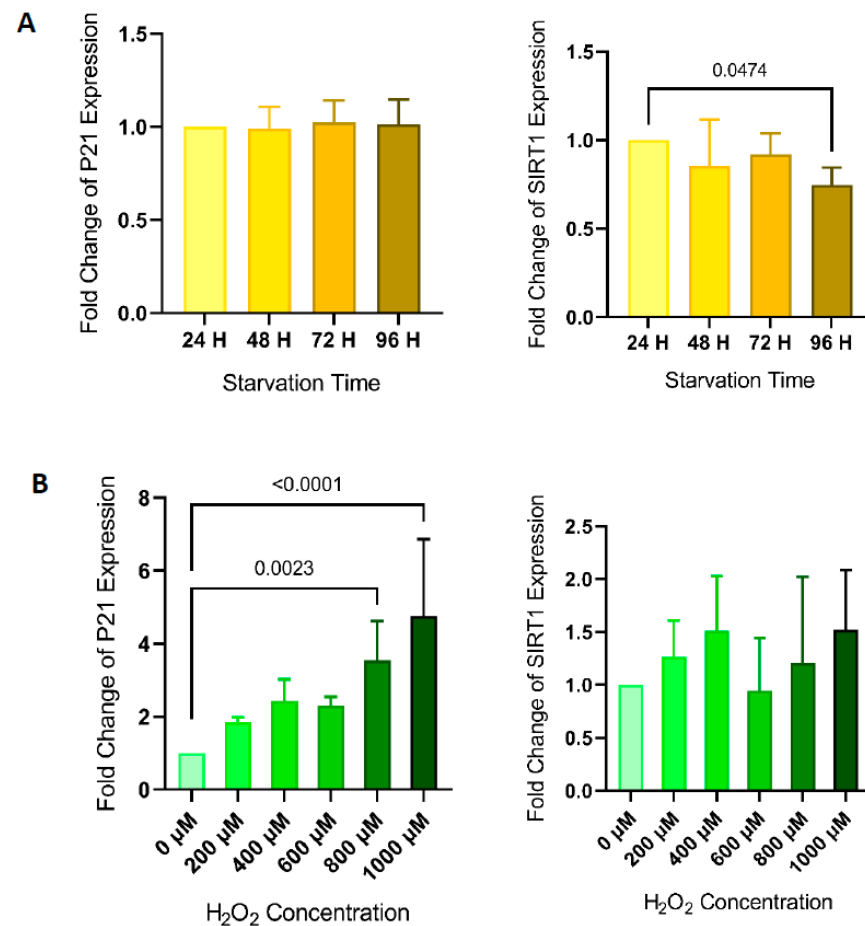 A
Fold Change of P21 Expression
1.5
1.0
0.5
0.0
24 H 48 H 72 H 96 H
Starvation Time
Fold Change of SIRT1 Expression
1.5
1.0
0.5
0.0
0.0474
24 H 48 H 72 H 96 H
Starvation Time
B
Fold Change of P21 Expression
8
6
4
2
0
<0.0001
0.0023
0 µM 200 µM 400 µM 600 µM 800 µM 1000 µM
H₂O₂ Concentration
Fold Change of SIRT1 Expression
2.5
2.0
1.5
1.0
0.5
0.0
0 µM 200 µM 400 µM 600 µM 800 µM 1000 µM
H₂O₂ Concentration